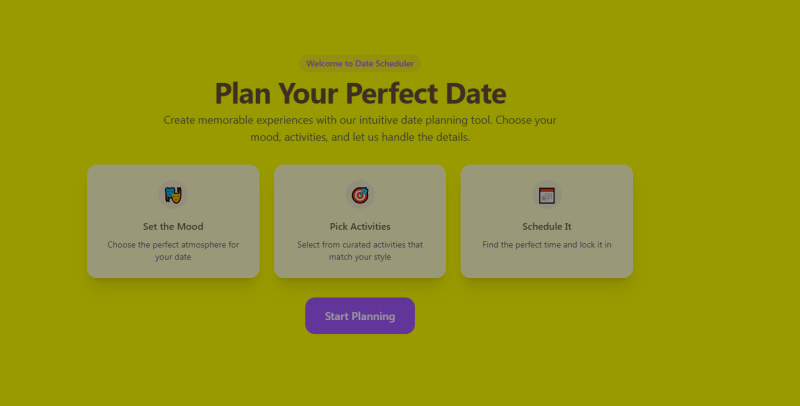 Welcome to Date Scheduler
Plan Your Perfect Date
Create memorable experiences with our intuitive date planning tool. Choose your
mood, activities, and let us handle the details.
Set the Mood
Choose the perfect atmosphere for
your date
Pick Activities
Select from curated activities that
match your style
Schedule It
Find the perfect time and lock it in
Start Planning